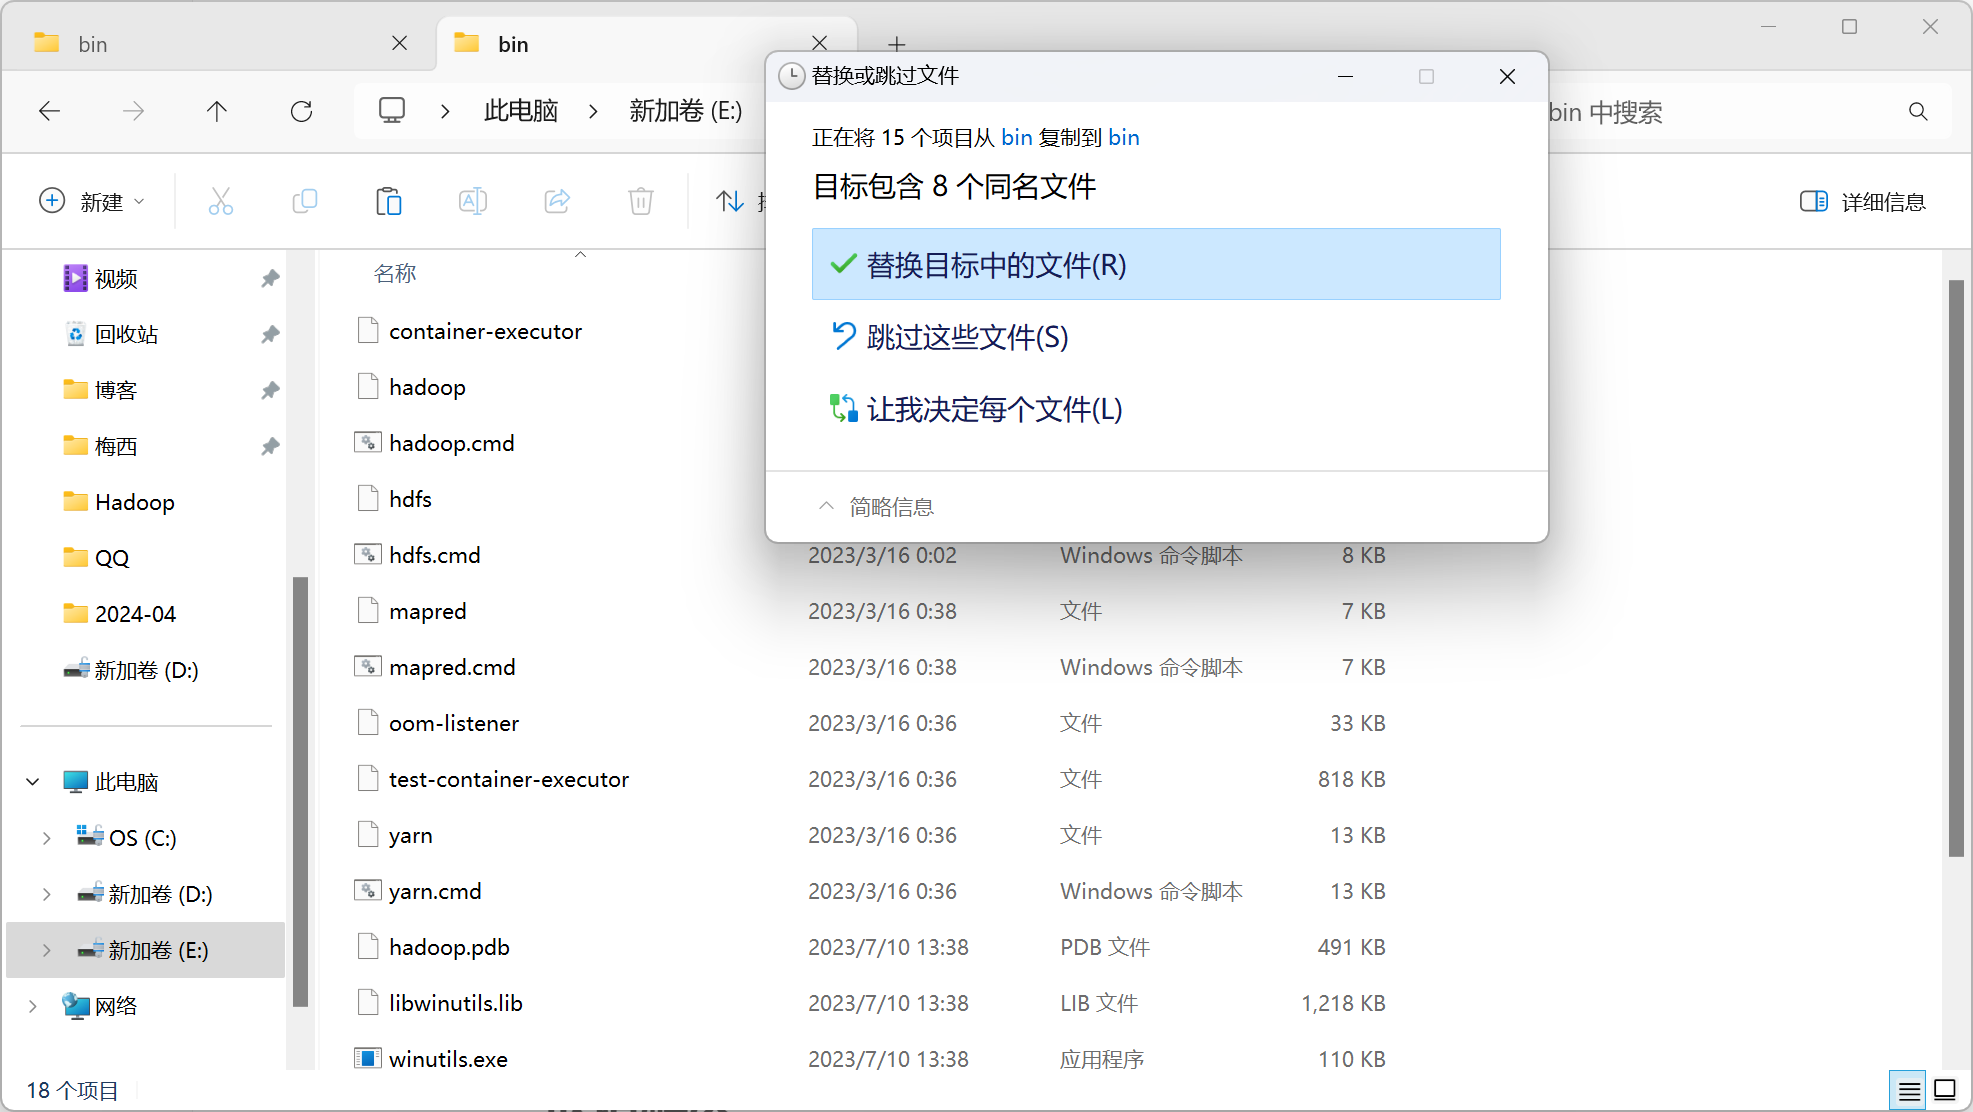 bin
bin
此电脑
新加卷 (E:)
bin 中搜索
新建
详细信息
替换或跳过文件
正在将 15 个项目从 bin 复制到 bin
目标包含 8 个同名文件
替换目标中的文件(R)
跳过这些文件(S)
让我决定每个文件(L)
简略信息
视频
回收站
博客
梅西
Hadoop
QQ
2024-04
新加卷 (D:)
此电脑
OS (C:)
新加卷 (D:)
新加卷 (E:)
网络
名称
container-executor
hadoop
hadoop.cmd
hdfs
hdfs.cmd 2023/3/16 0:02 Windows 命令脚本 8 KB
mapred 2023/3/16 0:38 文件 7 KB
mapred.cmd 2023/3/16 0:38 Windows 命令脚本 7 KB
oom-listener 2023/3/16 0:36 文件 33 KB
test-container-executor 2023/3/16 0:36 文件 818 KB
yarn 2023/3/16 0:36 文件 13 KB
yarn.cmd 2023/3/16 0:36 Windows 命令脚本 13 KB
hadoop.pdb 2023/7/10 13:38 PDB 文件 491 KB
libwinutils.lib 2023/7/10 13:38 LIB 文件 1,218 KB
winutils.exe 2023/7/10 13:38 应用程序 110 KB
18 个项目